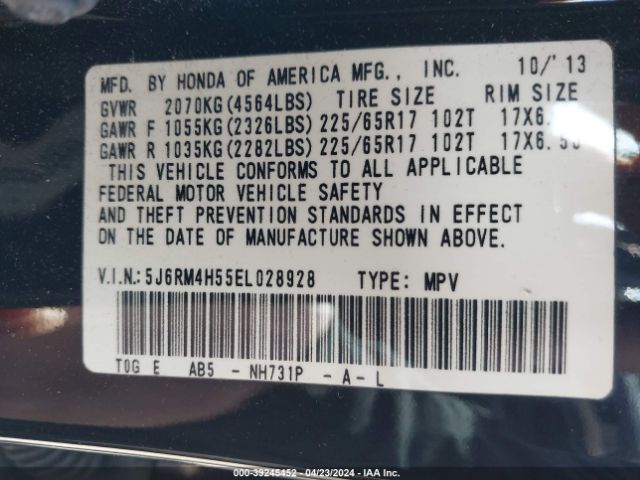 MFD. BY HONDA OF AMERICA MFG., INC. 10/'13
GVWR 2070KG(4564LBS) TIRE SIZE RIM SIZE
GAWR F 1055KG(2326LBS) 225/65R17 102T 17X6.
GAWR R 1035KG(2282LBS) 225/65R17 102T 17X6.50
THIS VEHICLE CONFORMS TO ALL APPLICABLE
FEDERAL MOTOR VEHICLE SAFETY
AND THEFT PREVENTION STANDARDS IN EFFECT
ON THE DATE OF MANUFACTURE SHOWN ABOVE.
V.I.N.: 5J6RM4H55EL028928 TYPE: MPV
TOG E AB5 - NH731P - A - L
000-39245452 - 04/23/2024 - IAA Inc.